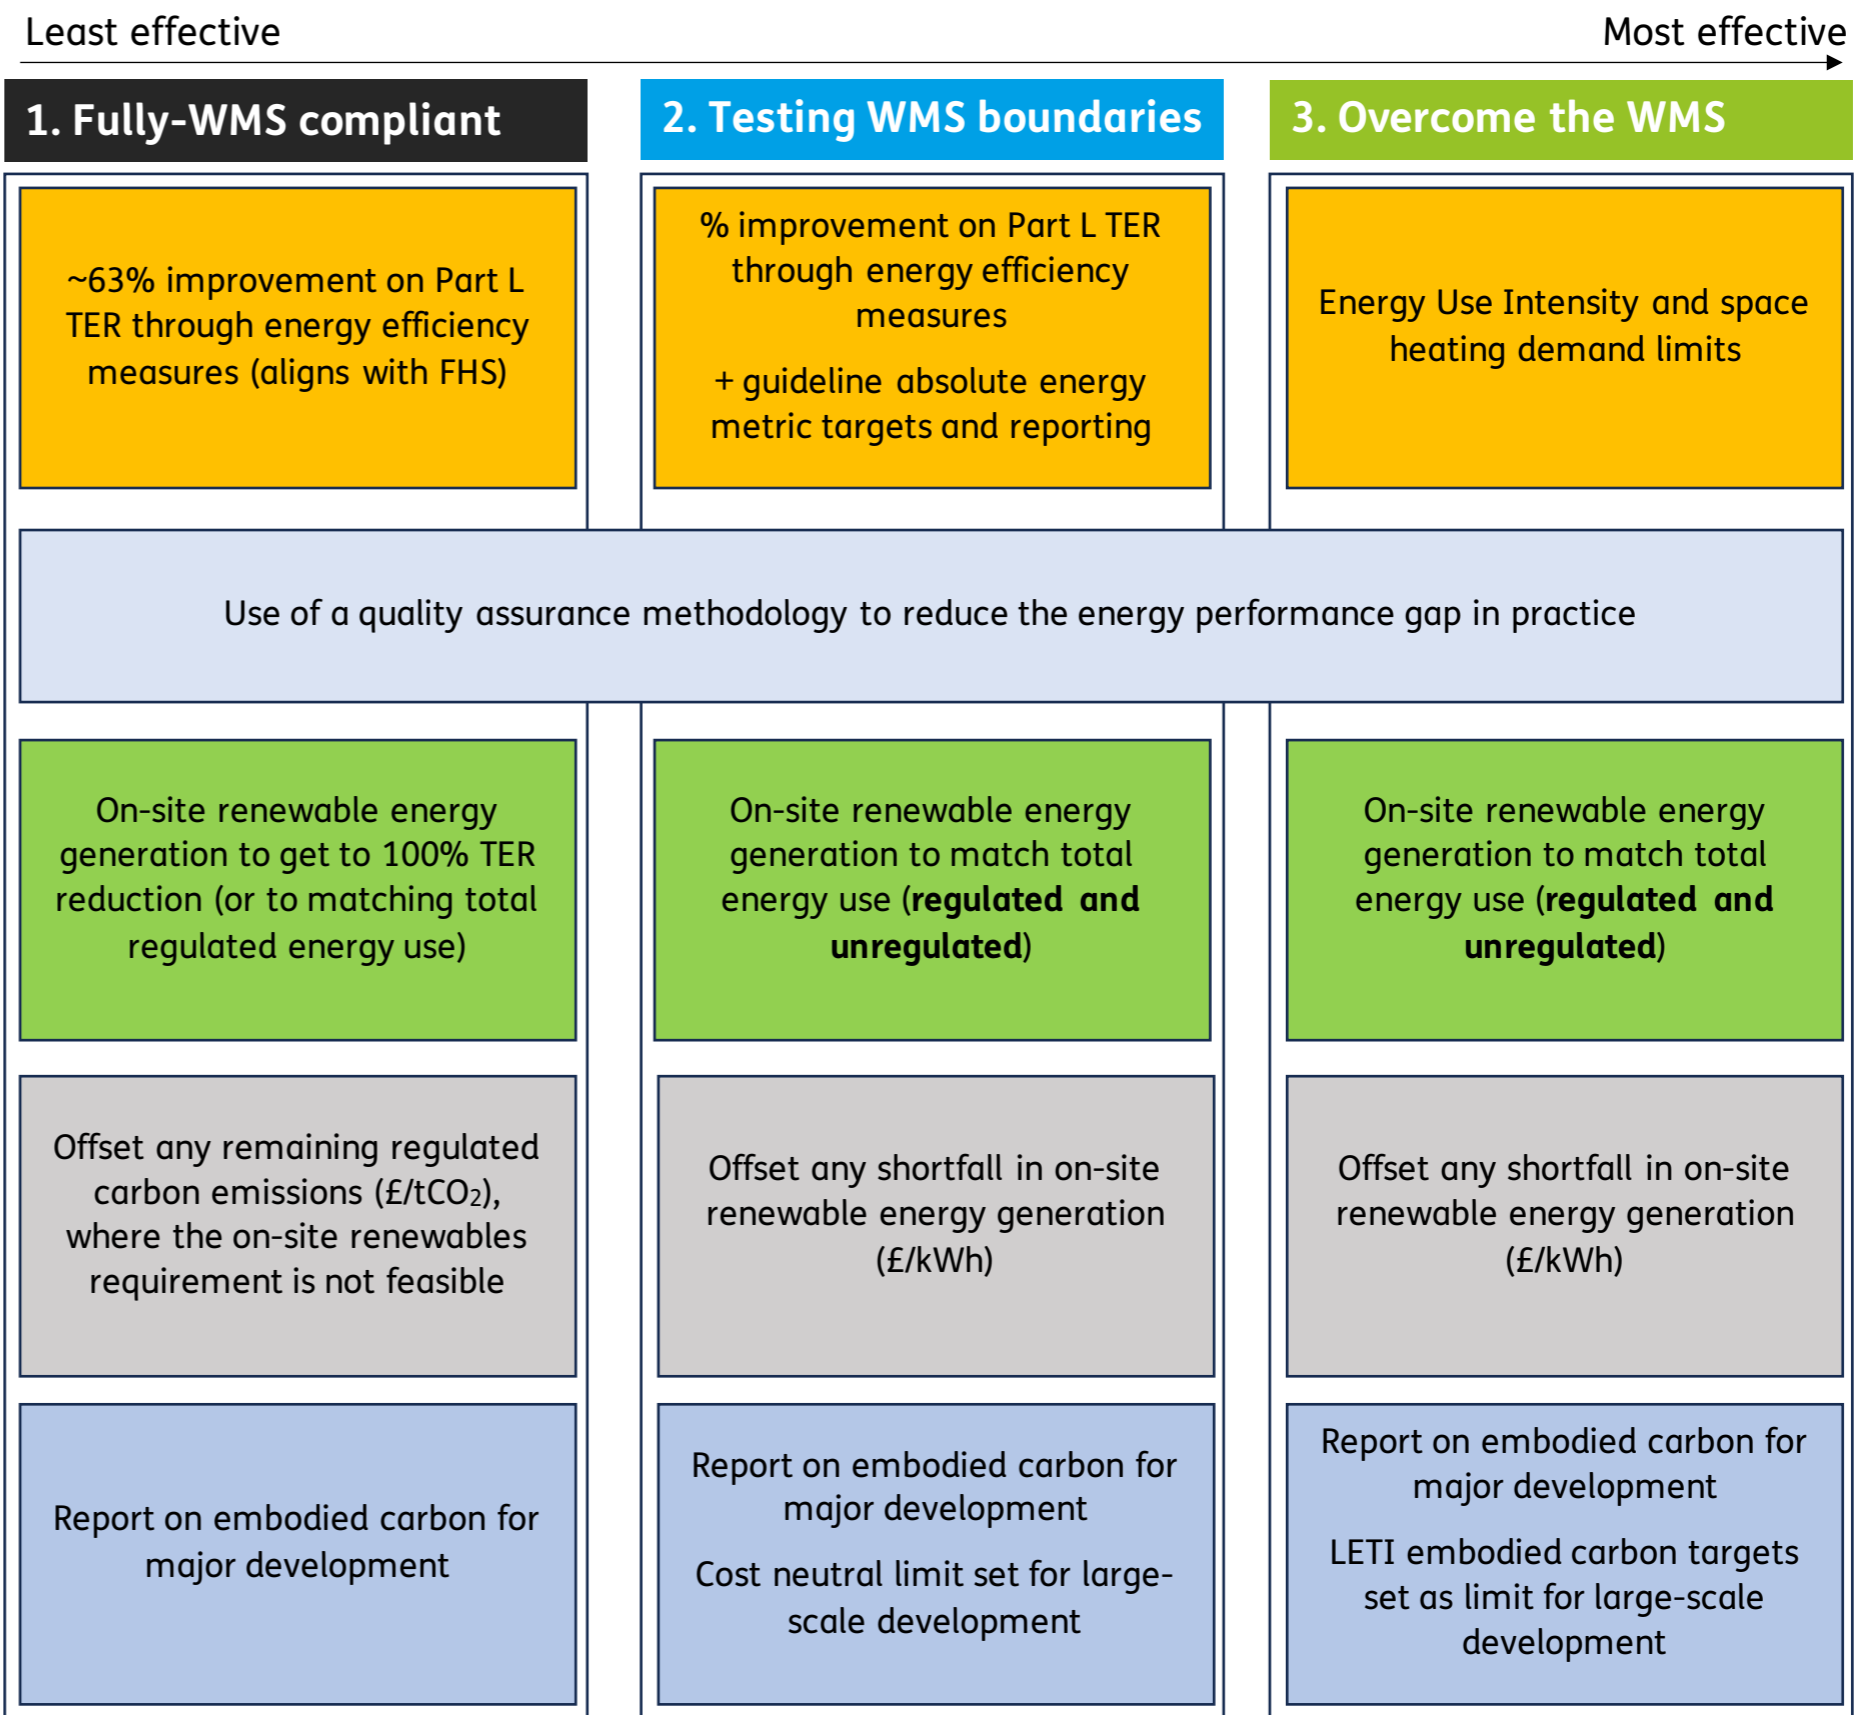 Least effective
Most effective
1. Fully-WMS compliant
2. Testing WMS boundaries
3. Overcome the WMS
~63% improvement on Part L
TER through energy efficiency
measures (aligns with FHS)
% improvement on Part L TER
through energy efficiency
measures
+ guideline absolute energy
metric targets and reporting
Energy Use Intensity and space
heating demand limits
Use of a quality assurance methodology to reduce the energy performance gap in practice
On-site renewable energy
generation to get to 100% TER
reduction (or to matching total
regulated energy use)
On-site renewable energy
generation to match total
energy use (regulated and
unregulated)
On-site renewable energy
generation to match total
energy use (regulated and
unregulated)
Offset any remaining regulated
carbon emissions (£/tCO₂),
where the on-site renewables
requirement is not feasible
Offset any shortfall in on-site
renewable energy generation
(£/kWh)
Offset any shortfall in on-site
renewable energy generation
(£/kWh)
Report on embodied carbon for
major development
Report on embodied carbon for
major development
Cost neutral limit set for large-
scale development
Report on embodied carbon for
major development
LETI embodied carbon targets
set as limit for large-scale
development